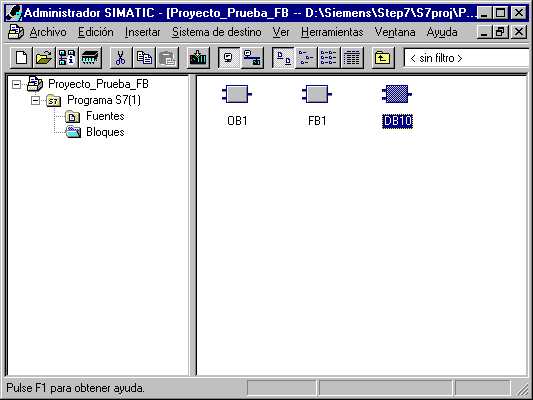 Administrador SIMATIC - [Proyecto_Prueba_FB -- D:\Siemens\Step7\S7proj\P...
Archivo Edición Insertar Sistema de destino Ver Herramientas Ventana Ayuda
< sin filtro >
Proyecto_Prueba_FB
S7 Programa S7(1)
Fuentes
Bloques
OB1 FB1 DB10
Pulse F1 para obtener ayuda.